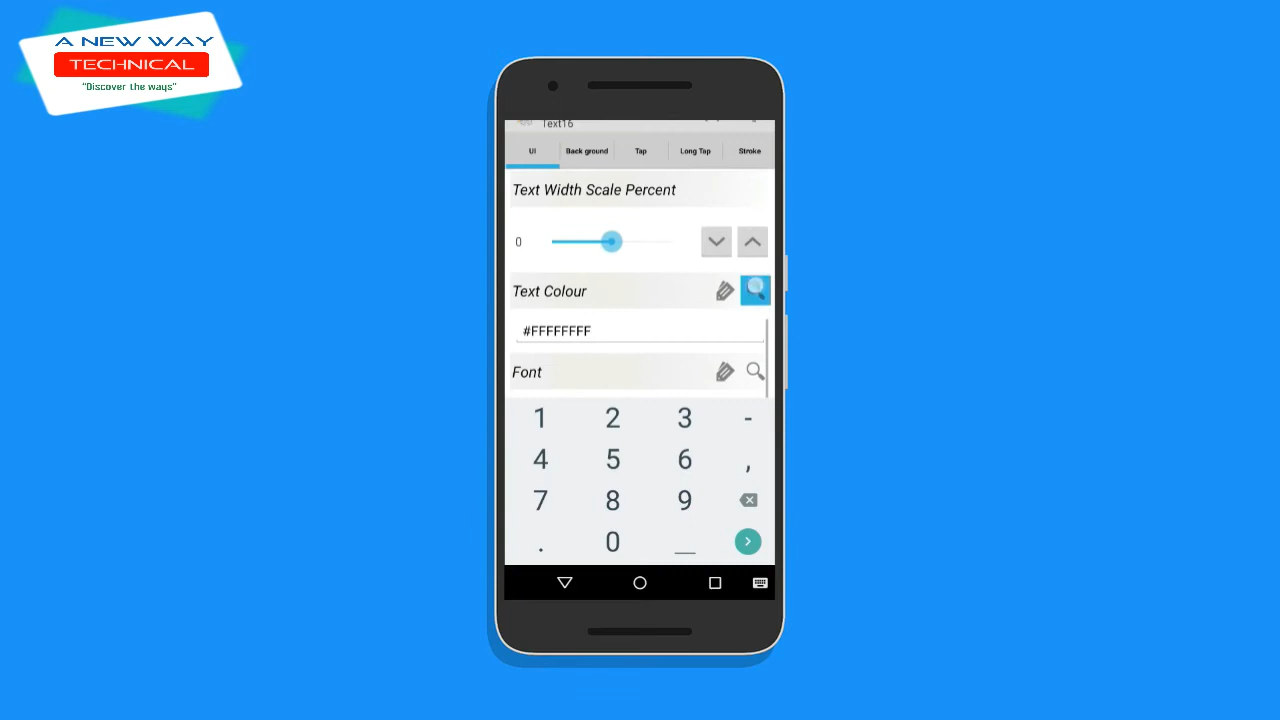 A NEW WAY
TECHNICAL
"Discover the ways"
Text16
UI Back ground Tap Long Tap Stroke
Text Width Scale Percent
0
Text Colour
#FFFFFFFF
Font
1 2 3 -
4 5 6 ,
7 8 9
. 0 _